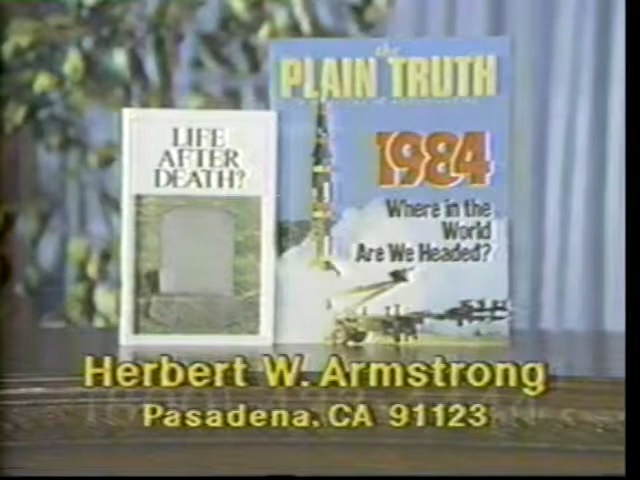 LIFE
AFTER
DEATH?
the
PLAIN TRUTH
1984
Where in the
World
Are We Headed?
Herbert W. Armstrong
Pasadena, CA 91123